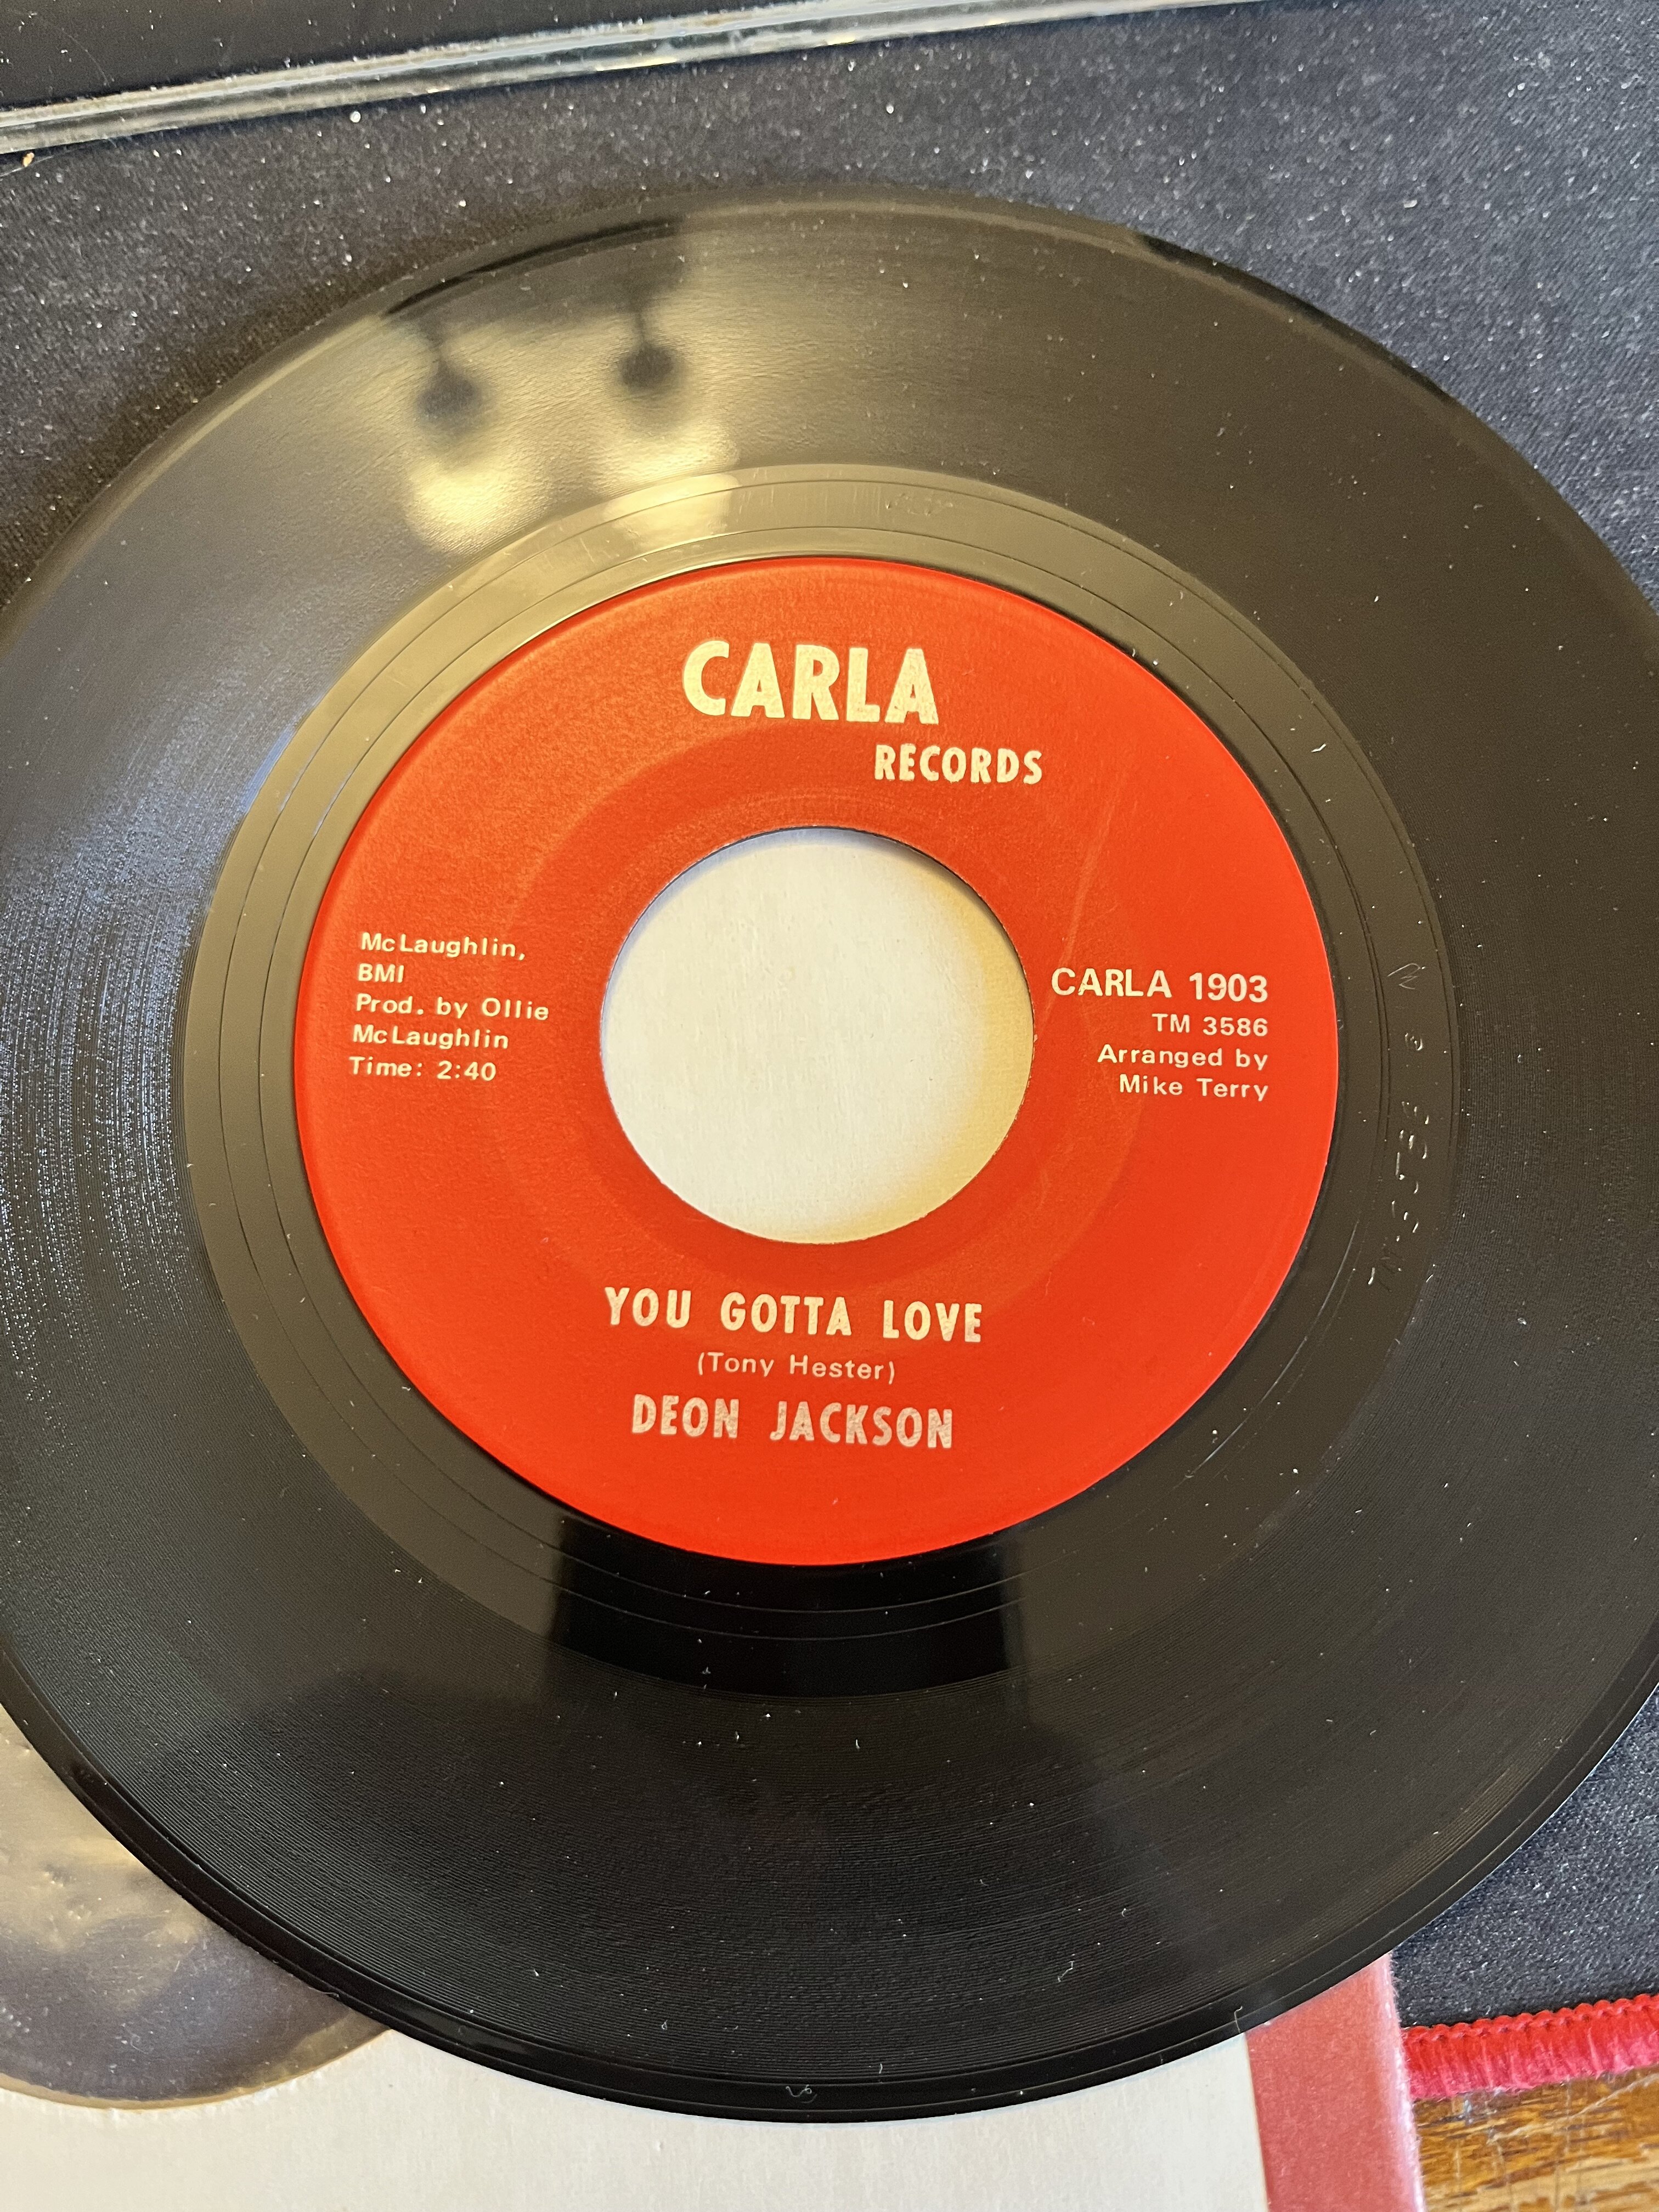 CARLA
RECORDS
McLaughlin,
BMI
Prod. by Ollie
McLaughlin
Time: 2:40
CARLA 1903
TM 3586
Arranged by
Mike Terry
YOU GOTTA LOVE
(Tony Hester)
DEON JACKSON